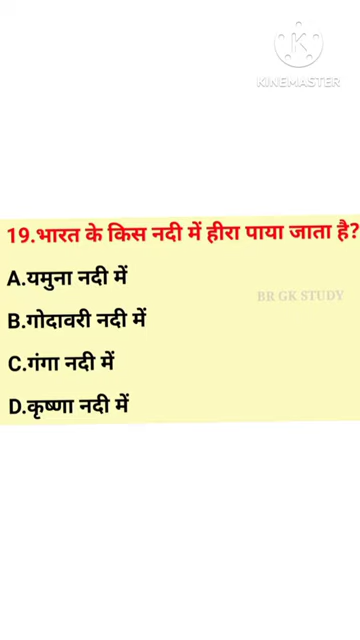 K
KINEMASTER
19.भारत के किस नदी में हीरा पाया जाता है?
A.यमुना नदी में
BR GK STUDY
B.गोदावरी नदी में
C.गंगा नदी में
D.कृष्णा नदी में